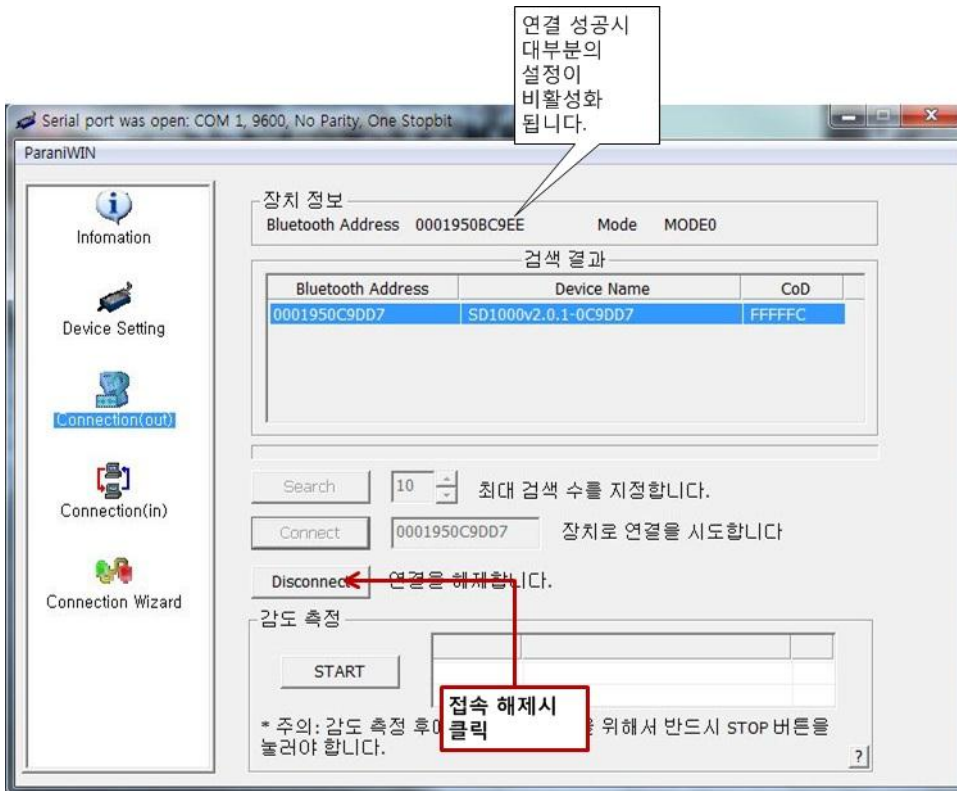 연결 성공시
대부분의
설정이
비활성화
됩니다.
Serial port was open: COM 1, 9600, No Parity, One Stopbit
ParaniWIN
Infomation
Device Setting
Connection(out)
Connection(in)
Connection Wizard
장치 정보
Bluetooth Address 0001950BC9EE Mode MODE0
검색 결과
Bluetooth Address Device Name CoD
0001950C9DD7 SD1000v2.0.1-0C9DD7 FFFFFC
Search 10 최대 검색 수를 지정합니다.
Connect 0001950C9DD7 장치로 연결을 시도합니다
Disconnect 연결을 해제합니다.
감도 측정
START
접속 해제시
클릭
* 주의: 감도 측정 위해서 반드시 STOP 버튼을
눌러야 합니다.
?